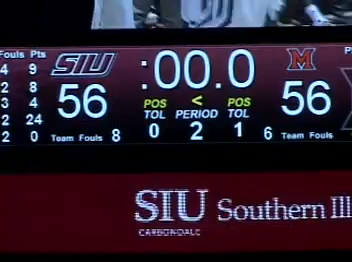 Fouls Pts SIU :00.0 M P
4 9
2 8
3 4
2 24
2 0
56 POS < POS 56
TOL PERIOD TOL
Team Fouls 8 0 2 1 6 Team Fouls
SIU Southern Ill
CARBONDALE